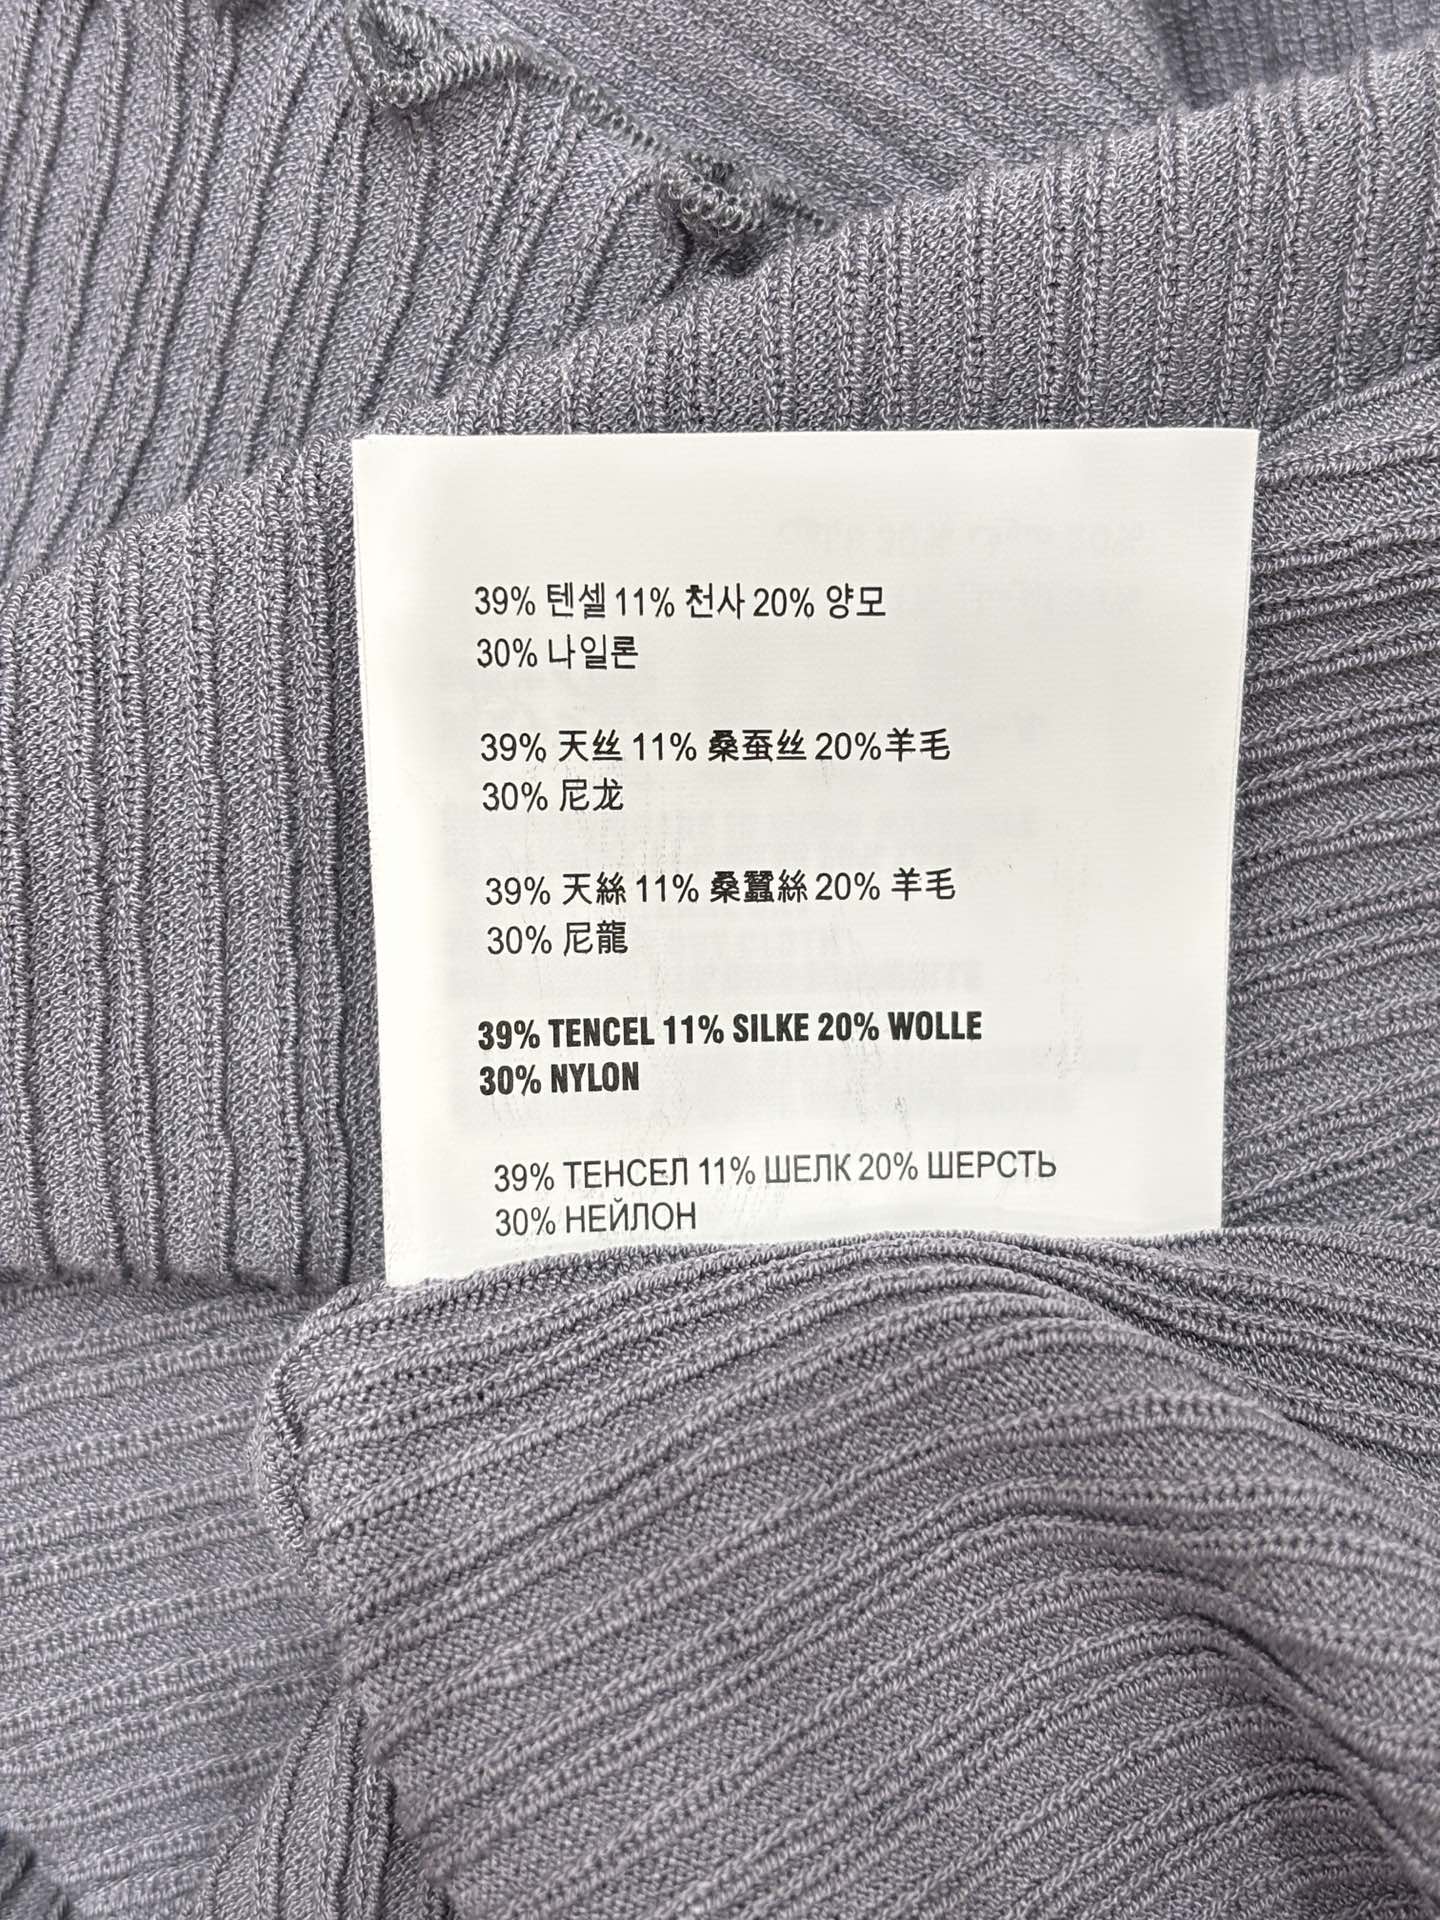 39% 텐셀 11% 천사 20% 양모
30% 나일론
39% 天丝 11% 桑蚕丝 20%羊毛
30% 尼龙
39% 天絲 11% 桑蠶絲 20% 羊毛
30% 尼龍
39% TENCEL 11% SILKE 20% WOLLE
30% NYLON
39% ТЕНСЕЛ 11% ШЕЛК 20% ШЕРСТЬ
30% НЕЙЛОН